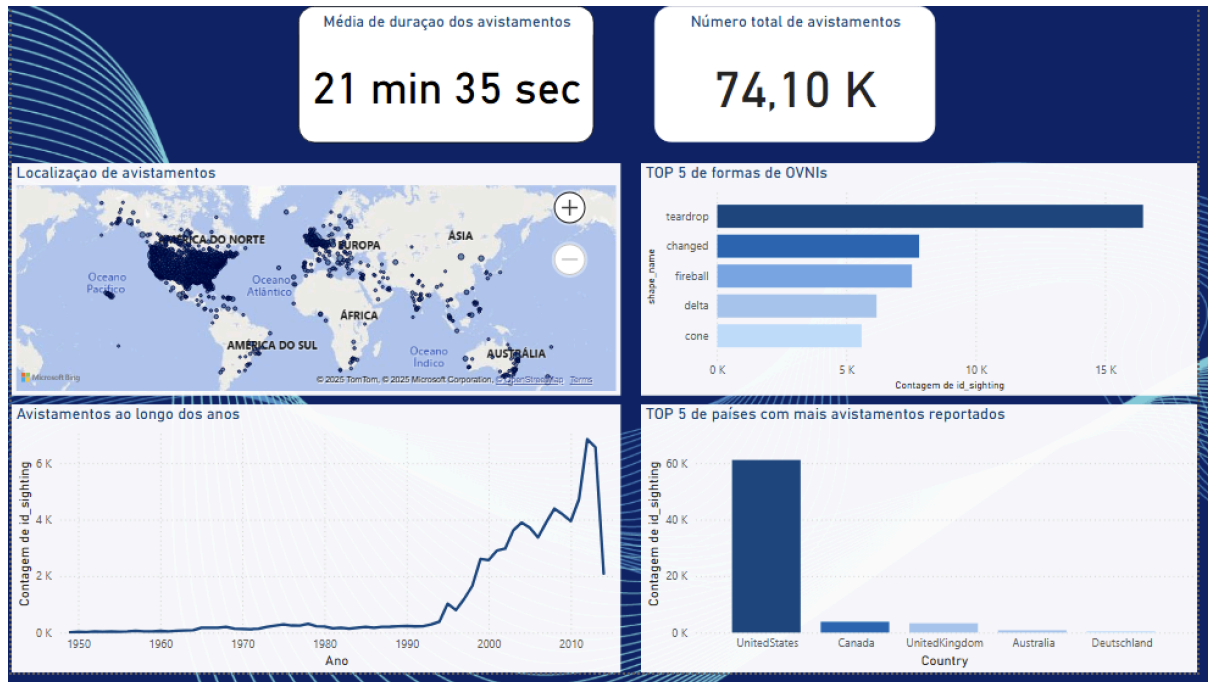 Média de duraçao dos avistamentos
21 min 35 sec
Número total de avistamentos
74,10 K
Localizaçao de avistamentos
AMÉRICA DO NORTE
EUROPA
ÁSIA
Oceano
Pacífico
Oceano
Atlântico
ÁFRICA
AMÉRICA DO SUL
Oceano
Índico
AUSTRÁLIA
Microsoft Bing
© 2025 TomTom, © 2025 Microsoft Corporation, © OpenStreetMap Terms
TOP 5 de formas de OVNIs
shape_name
teardrop
changed
fireball
delta
cone
0 K 5 K 10 K 15 K
Contagem de id_sighting
Avistamentos ao longo dos anos
Contagem de id_sighting
6 K
4 K
2 K
0 K
1950 1960 1970 1980 1990 2000 2010
Ano
TOP 5 de países com mais avistamentos reportados
Contagem de id_sighting
60 K
40 K
20 K
0 K
UnitedStates Canada UnitedKingdom Australia Deutschland
Country